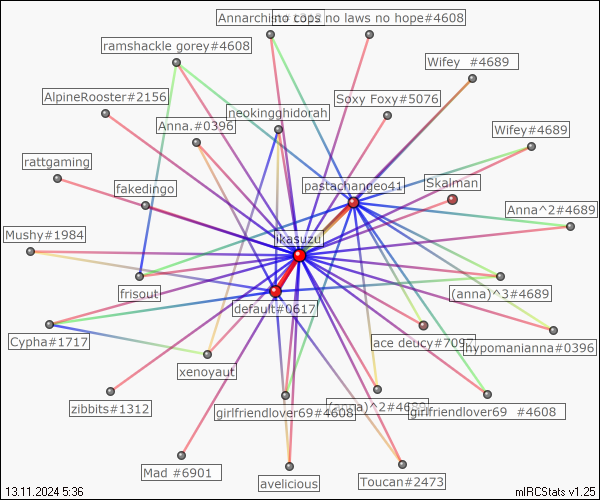 no cops no laws no hope#4608
ramshackle gorey#4608
Wifey  #4689
AlpineRooster#2156
Soxy Foxy#5076
neokingghidorah
Anna.#0396
Wifey#4689
rattgaming
fakedingo
pastachangeo41
Skalman
Anna^2#4689
Mushy#1984
ikasuzu
frisout
default#0617
(anna)^3#4689
Cypha#1717
ace deucy#7097
hypomanianna#0396
xenoyaut
zibbits#1312
girlfriendlover69#4608
(anna)^2#4689
girlfriendlover69  #4608
Mad #6901
avelicious
Toucan#2473
13.11.2024 5:36
mIRCStats v1.25